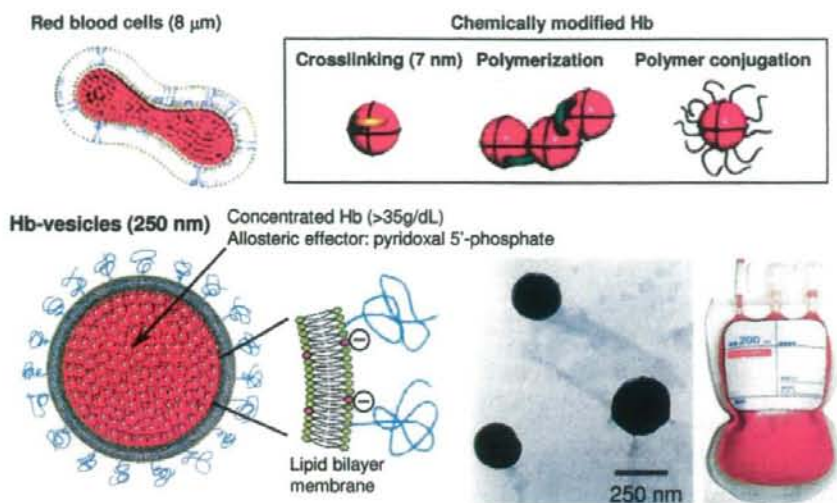 Red blood cells (8 μm)
Chemically modified Hb
Crosslinking (7 nm)
Polymerization
Polymer conjugation
Hb-vesicles (250 nm)
Concentrated Hb (>35g/dL)
Allosteric effector: pyridoxal 5'-phosphate
Lipid bilayer
membrane
250 nm
200